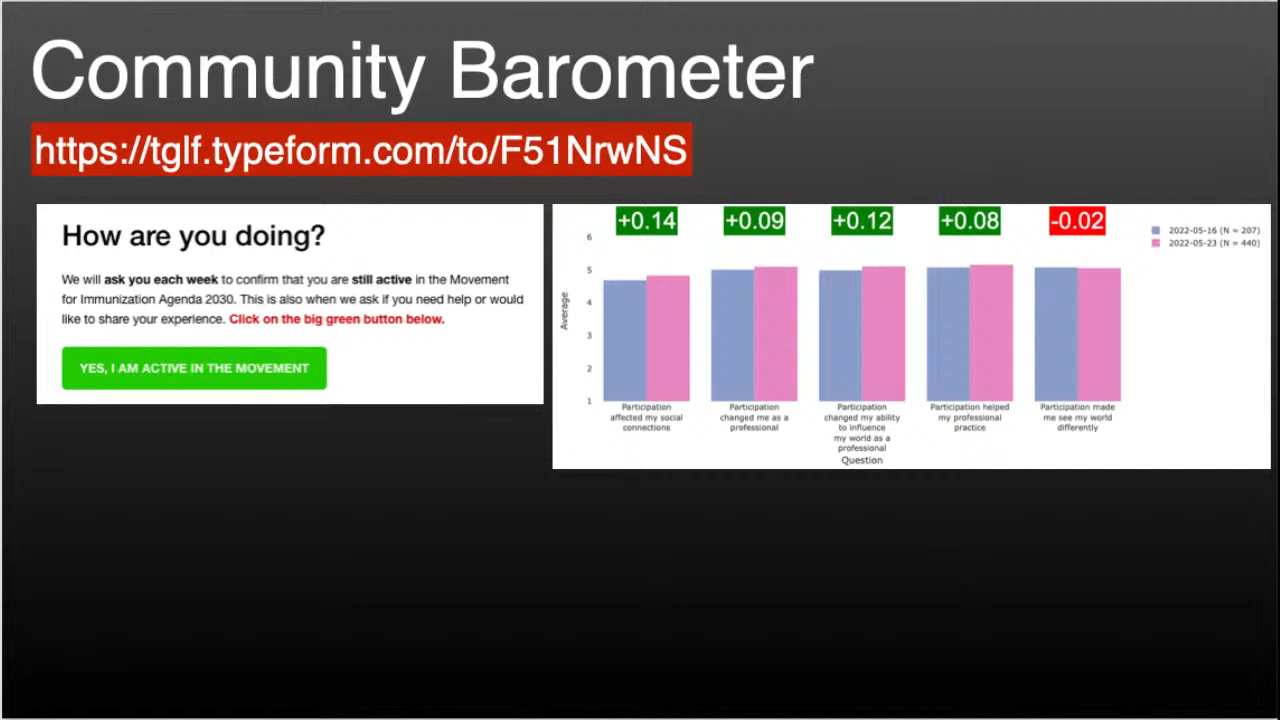 Community Barometer
https://tglf.typeform.com/to/F51NrwNS
How are you doing?
We will ask you each week to confirm that you are still active in the Movement
for Immunization Agenda 2030. This is also when we ask if you need help or would
like to share your experience. Click on the big green button below.
YES, I AM ACTIVE IN THE MOVEMENT
+0.14 +0.09 +0.12 +0.08 -0.02
2022-05-16 (N = 207)
2022-05-23 (N = 440)
6
5
4
3
2
1
Average
Participation
affected my social
connections
Participation
changed me as a
professional
Participation
changed my ability
to influence
my world as a
professional
Participation helped
my professional
practice
Participation made
me see my world
differently
Question